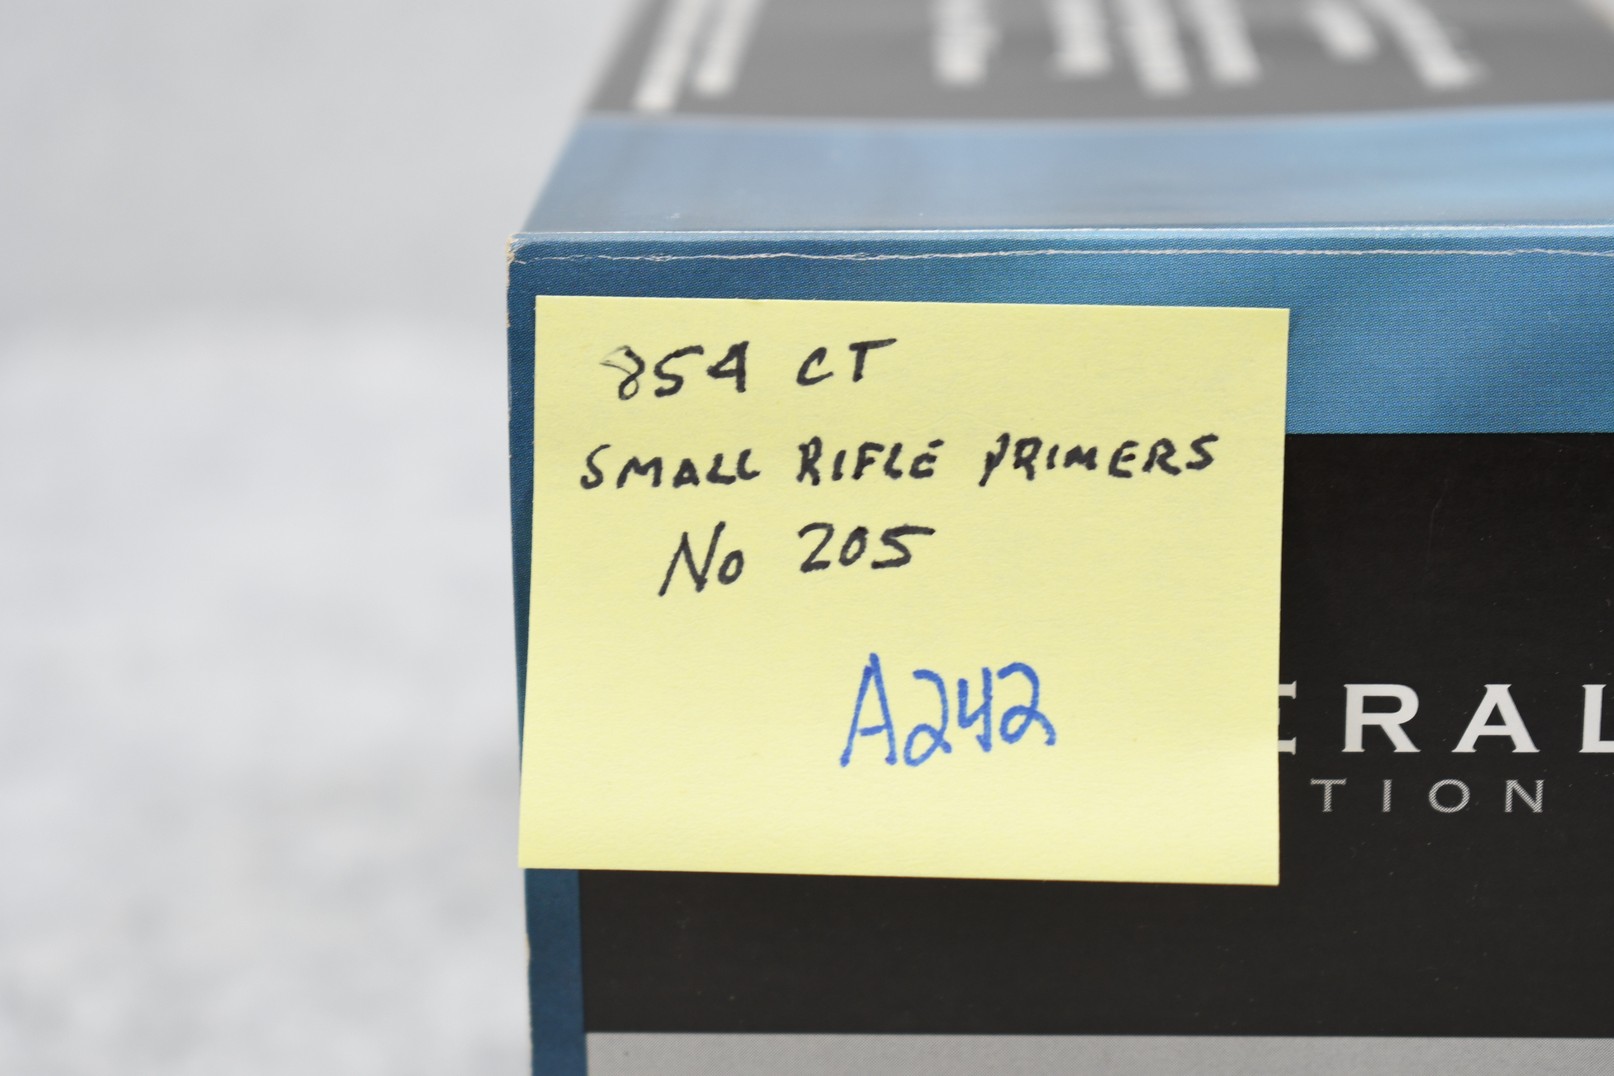 854 CT
SMALL RIFLE PRIMERS
No 205
A242
ERAL
TION